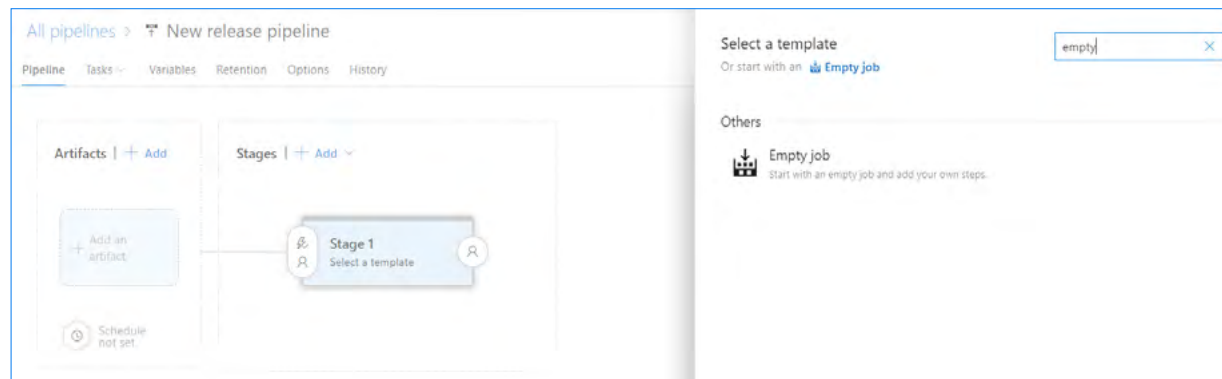 All pipelines > New release pipeline
Pipeline Tasks Variables Retention Options History
Artifacts | + Add
Stages | + Add
+ Add an
artifact
Stage 1
Select a template
Schedule
not set
Select a template
Or start with an Empty job
empty
Others
Empty job
Start with an empty job and add your own steps.